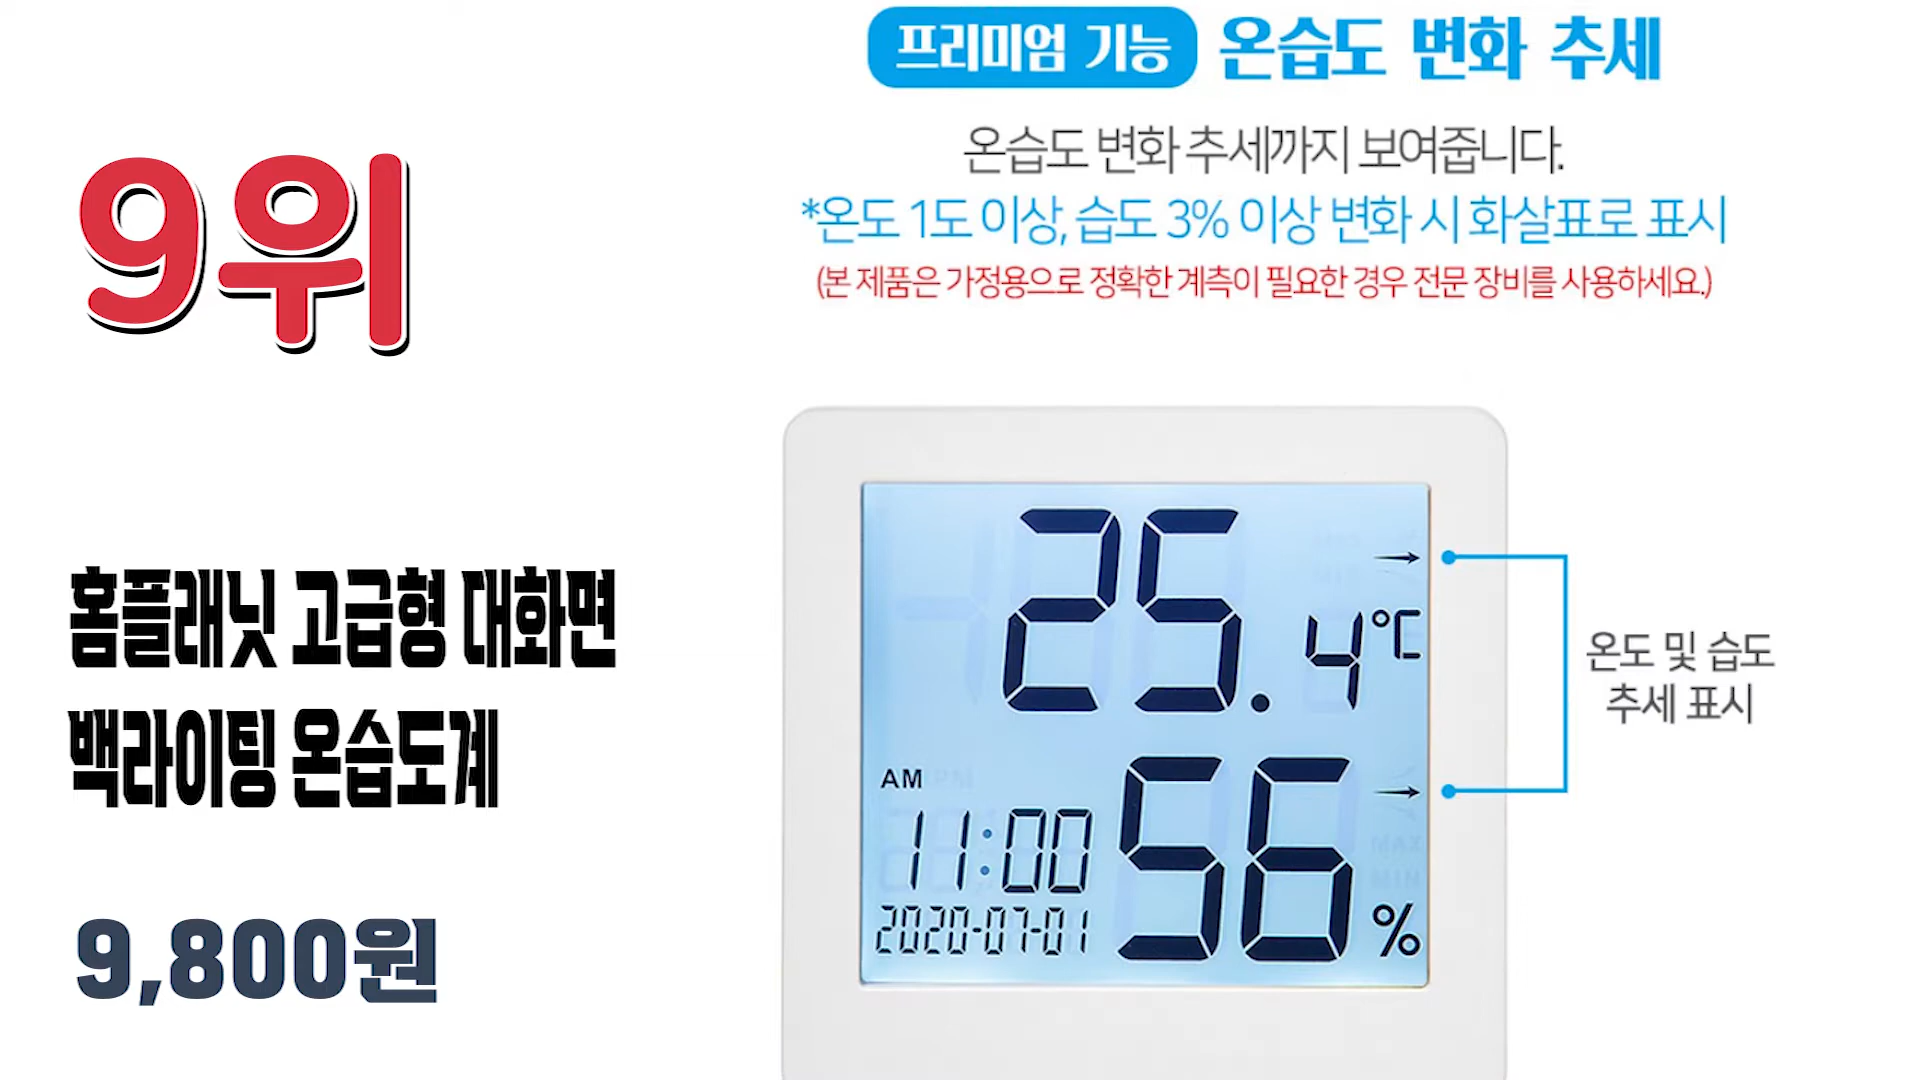 9위
홈플래닛 고급형 대화면
백라이팅 온습도계
9,800원
프리미엄 기능 온습도 변화 추세
온습도 변화 추세까지 보여줍니다.
*온도 1도 이상, 습도 3% 이상 변화 시 화살표로 표시
(본 제품은 가정용으로 정확한 계측이 필요한 경우 전문 장비를 사용하세요.)
25.4℃
AM
11:00
2020-07-01
56%
온도 및 습도
추세 표시